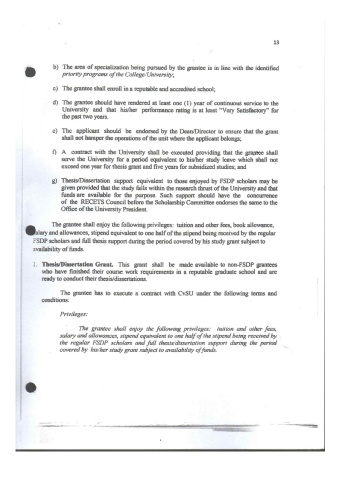 13
b) The area of specialization being pursued by the grantee is in line with the identified
priority programs of the College/University;
c) The grantee shall enroll in a reputable and accredited school;
d) The grantee should have rendered at least one (1) year of continuous service to the
University and that his/her performance rating is at least "Very Satisfactory" for
the past two years.
e) The applicant should be endorsed by the Dean/Director to ensure that the grant
shall not hamper the operations of the unit where the applicant belongs;
f) A contract with the University shall be executed providing that the grantee shall
serve the University for a period equivalent to his/her study leave which shall not
exceed one year for thesis grant and five years for subsidized studies; and
g) Thesis/Dissertation support equivalent to those enjoyed by FSDP scholars may be
given provided that the study falls within the research thrust of the University and that
funds are available for the purpose. Such support should have the concurrence
of the RECETS Council before the Scholarship Committee endorses the same to the
Office of the University President.
The grantee shall enjoy the following privileges: tuition and other fees, book allowance,
salary and allowances, stipend equivalent to one half of the stipend being received by the regular
FSDP scholars and full thesis support during the period covered by his study grant subject to
availability of funds.
1. Thesis/Dissertation Grant. This grant shall be made available to non-FSDP grantees
who have finished their course work requirements in a reputable graduate school and are
ready to conduct their thesis/dissertations.
The grantee has to execute a contract with CvSU under the following terms and
conditions:
Privileges:
The grantee shall enjoy the following privileges: tuition and other fees,
salary and allowances, stipend equivalent to one half of the stipend being received by
the regular FSDP scholars and full thesis/dissertation support during the period
covered by his/her study grant subject to availability of funds.